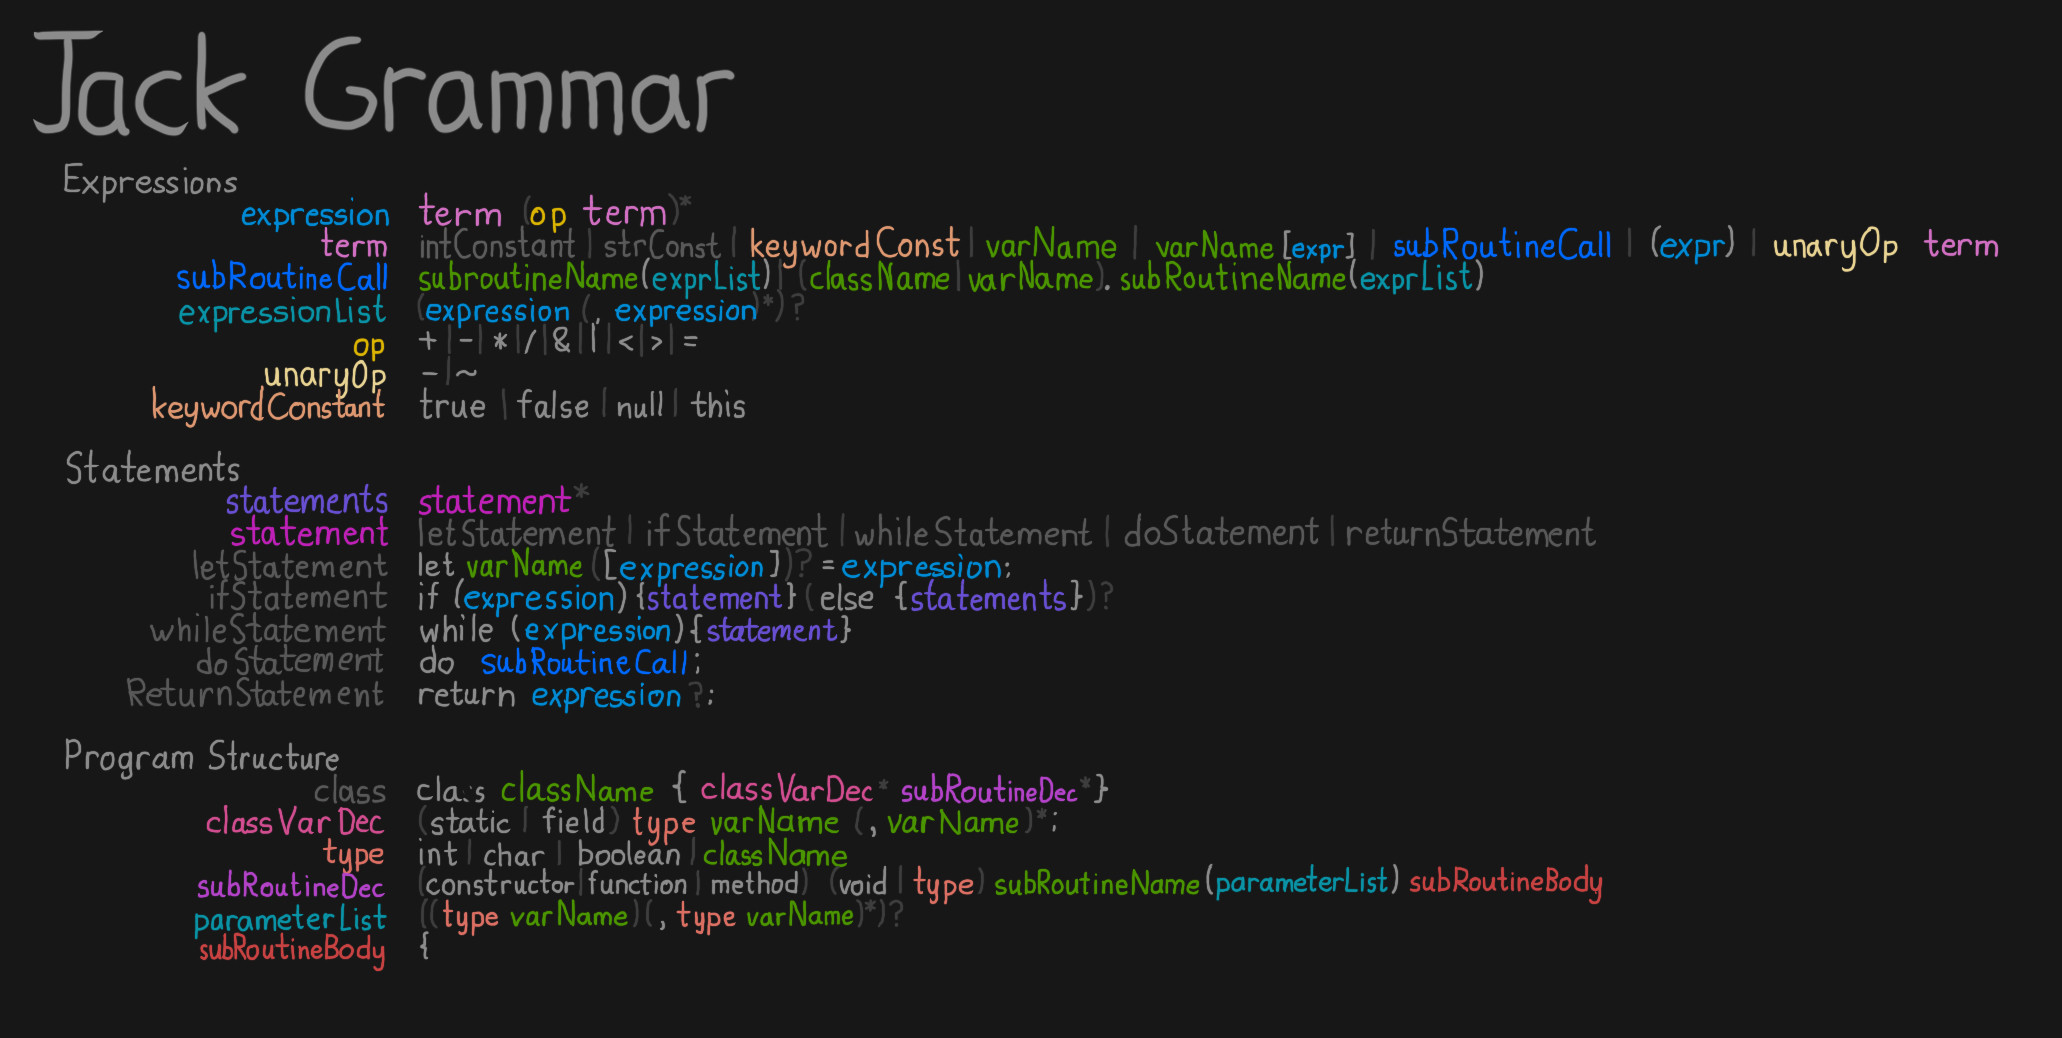 Jack Grammar
Expressions
expression term (op term)*
term intConstant | strConst | keywordConst | varName | varName [expr] | subRoutineCall | (expr) | unaryOp term
subRoutineCall subroutineName(exprList) | (className | varName). subRoutineName(exprList)
expressionList (expression (, expression)*)?
op + | - | * | / | & | | | < | > | =
unaryOp - | ~
keywordConstant true | false | null | this
Statements
statements statement*
statement letStatement | ifStatement | whileStatement | doStatement | returnStatement
letStatement let varName ([expression])? = expression;
ifStatement if (expression) {statement} (else {statements})?
whileStatement while (expression){statement}
doStatement do subRoutineCall;
ReturnStatement return expression ?;
Program Structure
class class className { classVarDec* subRoutineDec*}
classVarDec (static | field) type varName (, varName)*;
type int | char | boolean | className
subRoutineDec (constructor | function | method) (void | type) subRoutineName(parameterList) subRoutineBody
parameterList ((type varName)(, type varName)*)?
subRoutineBody {